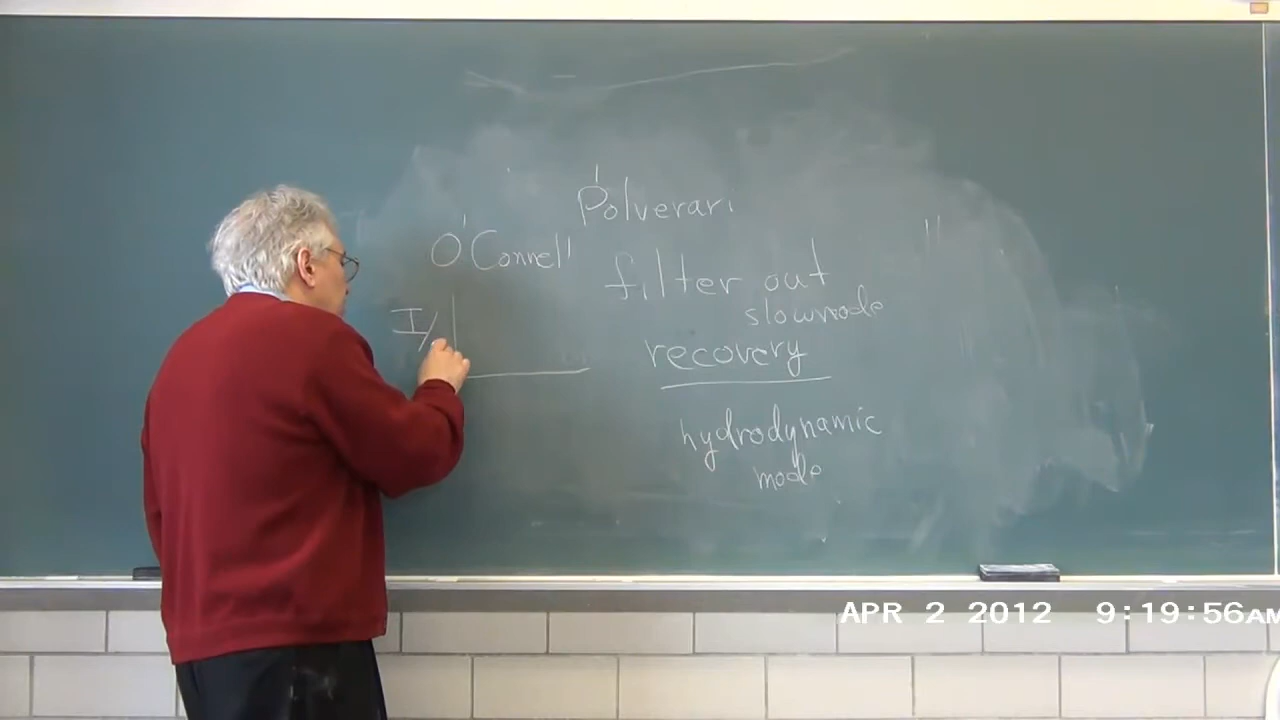 Polverari
O'Connell
filter out
slowmode
I/
recovery
hydrodynamic
mode
APR 2 2012 9:19:56AM